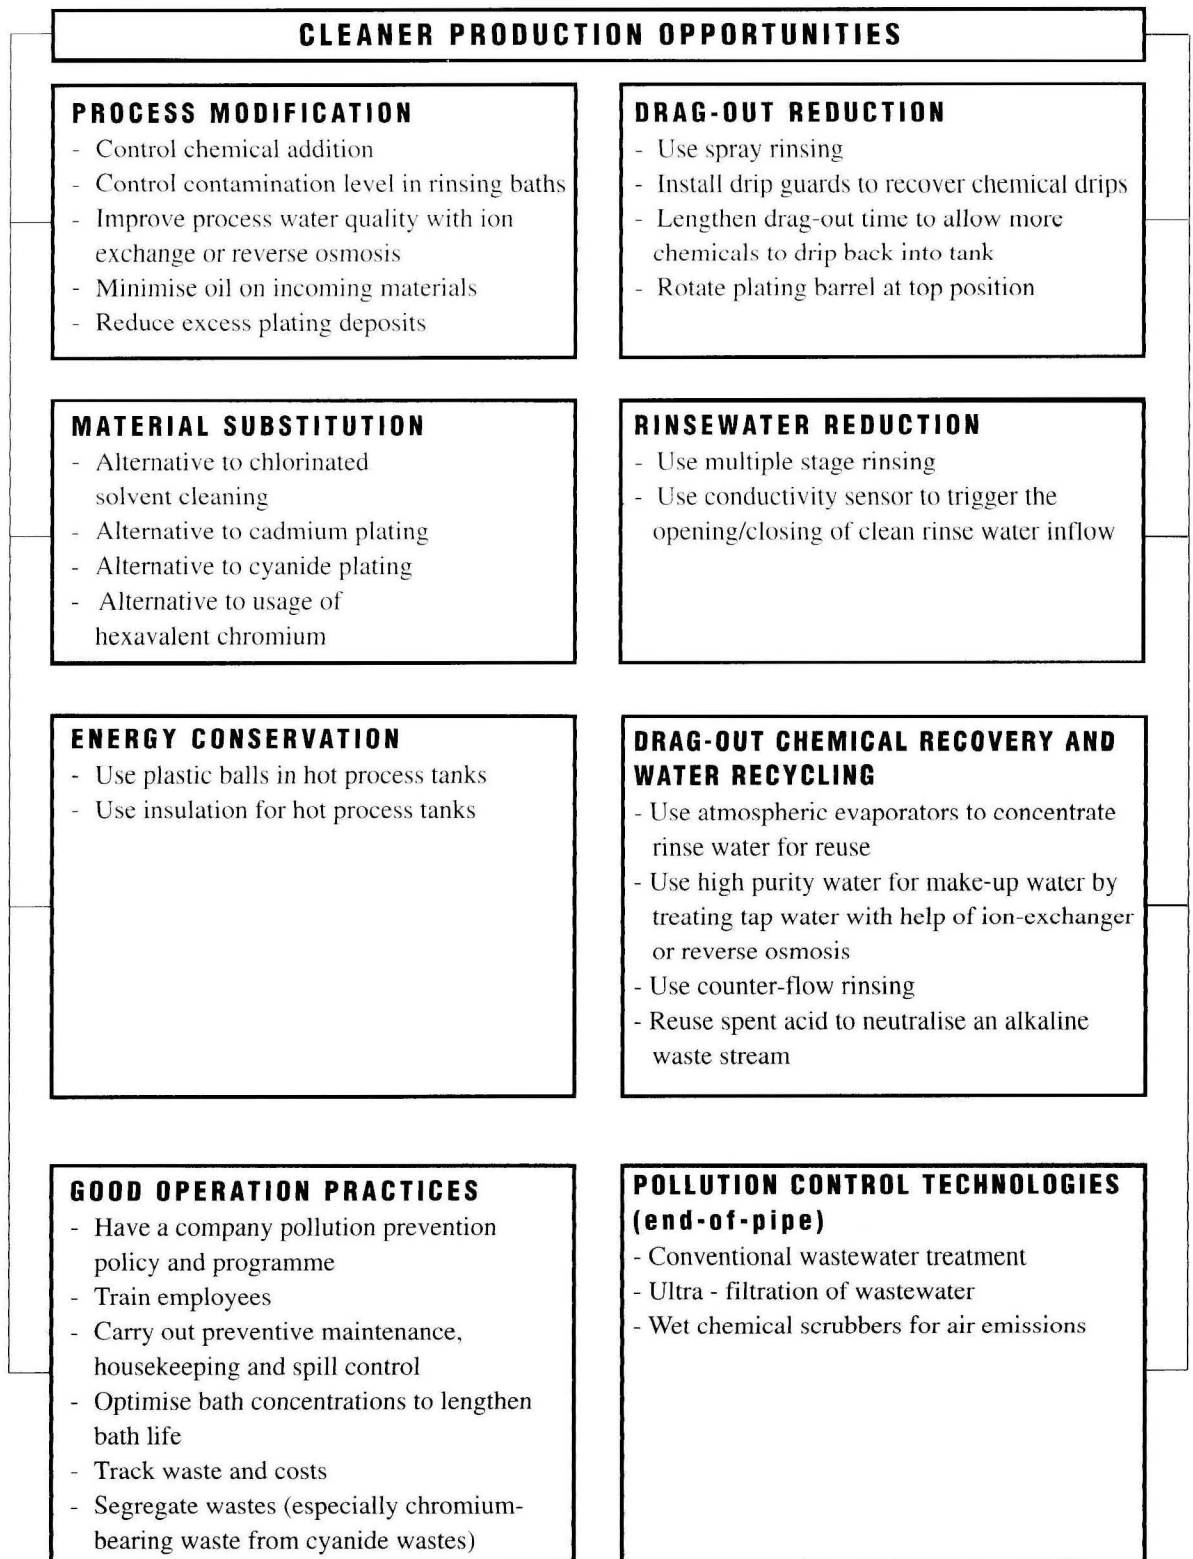 CLEANER PRODUCTION OPPORTUNITIES
PROCESS MODIFICATION
- Control chemical addition
- Control contamination level in rinsing baths
- Improve process water quality with ion
exchange or reverse osmosis
- Minimise oil on incoming materials
- Reduce excess plating deposits
DRAG-OUT REDUCTION
- Use spray rinsing
- Install drip guards to recover chemical drips
- Lengthen drag-out time to allow more
chemicals to drip back into tank
- Rotate plating barrel at top position
MATERIAL SUBSTITUTION
- Alternative to chlorinated
solvent cleaning
- Alternative to cadmium plating
- Alternative to cyanide plating
- Alternative to usage of
hexavalent chromium
RINSEWATER REDUCTION
- Use multiple stage rinsing
- Use conductivity sensor to trigger the
opening/closing of clean rinse water inflow
ENERGY CONSERVATION
- Use plastic balls in hot process tanks
- Use insulation for hot process tanks
DRAG-OUT CHEMICAL RECOVERY AND
WATER RECYCLING
- Use atmospheric evaporators to concentrate
rinse water for reuse
- Use high purity water for make-up water by
treating tap water with help of ion-exchanger
or reverse osmosis
- Use counter-flow rinsing
- Reuse spent acid to neutralise an alkaline
waste stream
GOOD OPERATION PRACTICES
- Have a company pollution prevention
policy and programme
- Train employees
- Carry out preventive maintenance,
housekeeping and spill control
- Optimise bath concentrations to lengthen
bath life
- Track waste and costs
- Segregate wastes (especially chromium-
bearing waste from cyanide wastes)
POLLUTION CONTROL TECHNOLOGIES
(end-of-pipe)
- Conventional wastewater treatment
- Ultra - filtration of wastewater
- Wet chemical scrubbers for air emissions